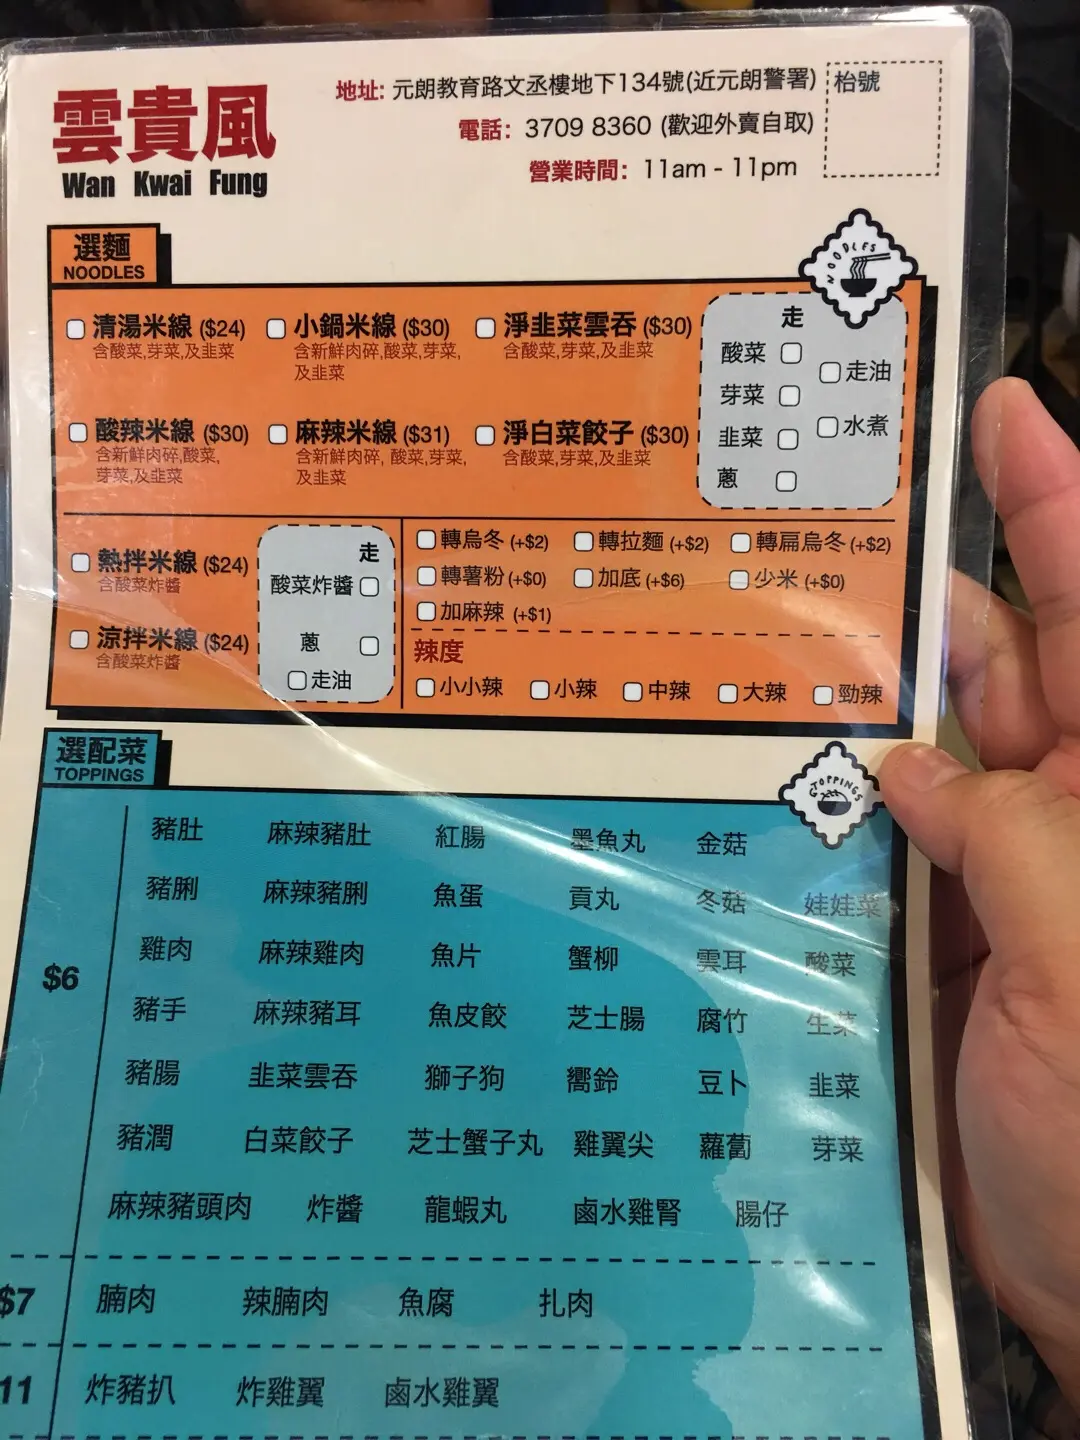 雲貴風
Wan Kwai Fung
地址: 元朗教育路文丞樓地下134號(近元朗警署)
電話: 3709 8360 (歡迎外賣自取)
營業時間: 11am - 11pm
枱號
選麵
NOODLES
NOODLES
清湯米線 ($24) 小鍋米線 ($30) 淨韭菜雲吞 ($30)
含酸菜,芽菜,及韭菜 含新鮮肉碎,酸菜,芽菜, 含酸菜,芽菜,及韭菜
及韭菜
酸辣米線 ($30) 麻辣米線 ($31) 淨白菜餃子 ($30)
含新鮮肉碎,酸菜, 含新鮮肉碎, 酸菜,芽菜, 含酸菜,芽菜,及韭菜
芽菜,及韭菜 及韭菜
走
酸菜 走油
芽菜
韭菜 水煮
蔥
熱拌米線 ($24)
含酸菜炸醬
涼拌米線 ($24)
含酸菜炸醬
走
酸菜炸醬
蔥
走油
轉烏冬 (+$2) 轉拉麵 (+$2) 轉扁烏冬 (+$2)
轉薯粉 (+$0) 加底 (+$6) 少米 (+$0)
加麻辣 (+$1)
辣度
小小辣 小辣 中辣 大辣 勁辣
選配菜
TOPPINGS
TOPPINGS
$6
豬肚 麻辣豬肚 紅腸 墨魚丸 金菇
豬脷 麻辣豬脷 魚蛋 貢丸 冬菇 娃娃菜
雞肉 麻辣雞肉 魚片 蟹柳 雲耳 酸菜
豬手 麻辣豬耳 魚皮餃 芝士腸 腐竹 生菜
豬腸 韭菜雲吞 獅子狗 嚮鈴 豆卜 韭菜
豬潤 白菜餃子 芝士蟹子丸 雞翼尖 蘿蔔 芽菜
麻辣豬頭肉 炸醬 龍蝦丸 鹵水雞腎 腸仔
$7 腩肉 辣腩肉 魚腐 扎肉
11 炸豬扒 炸雞翼 鹵水雞翼